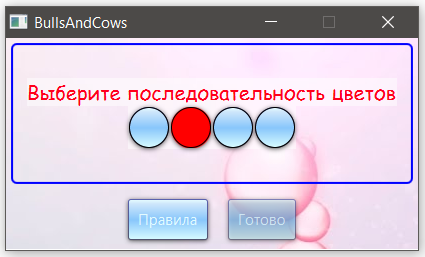 BullsAndCows
Выберите последовательность цветов
Правила Готово